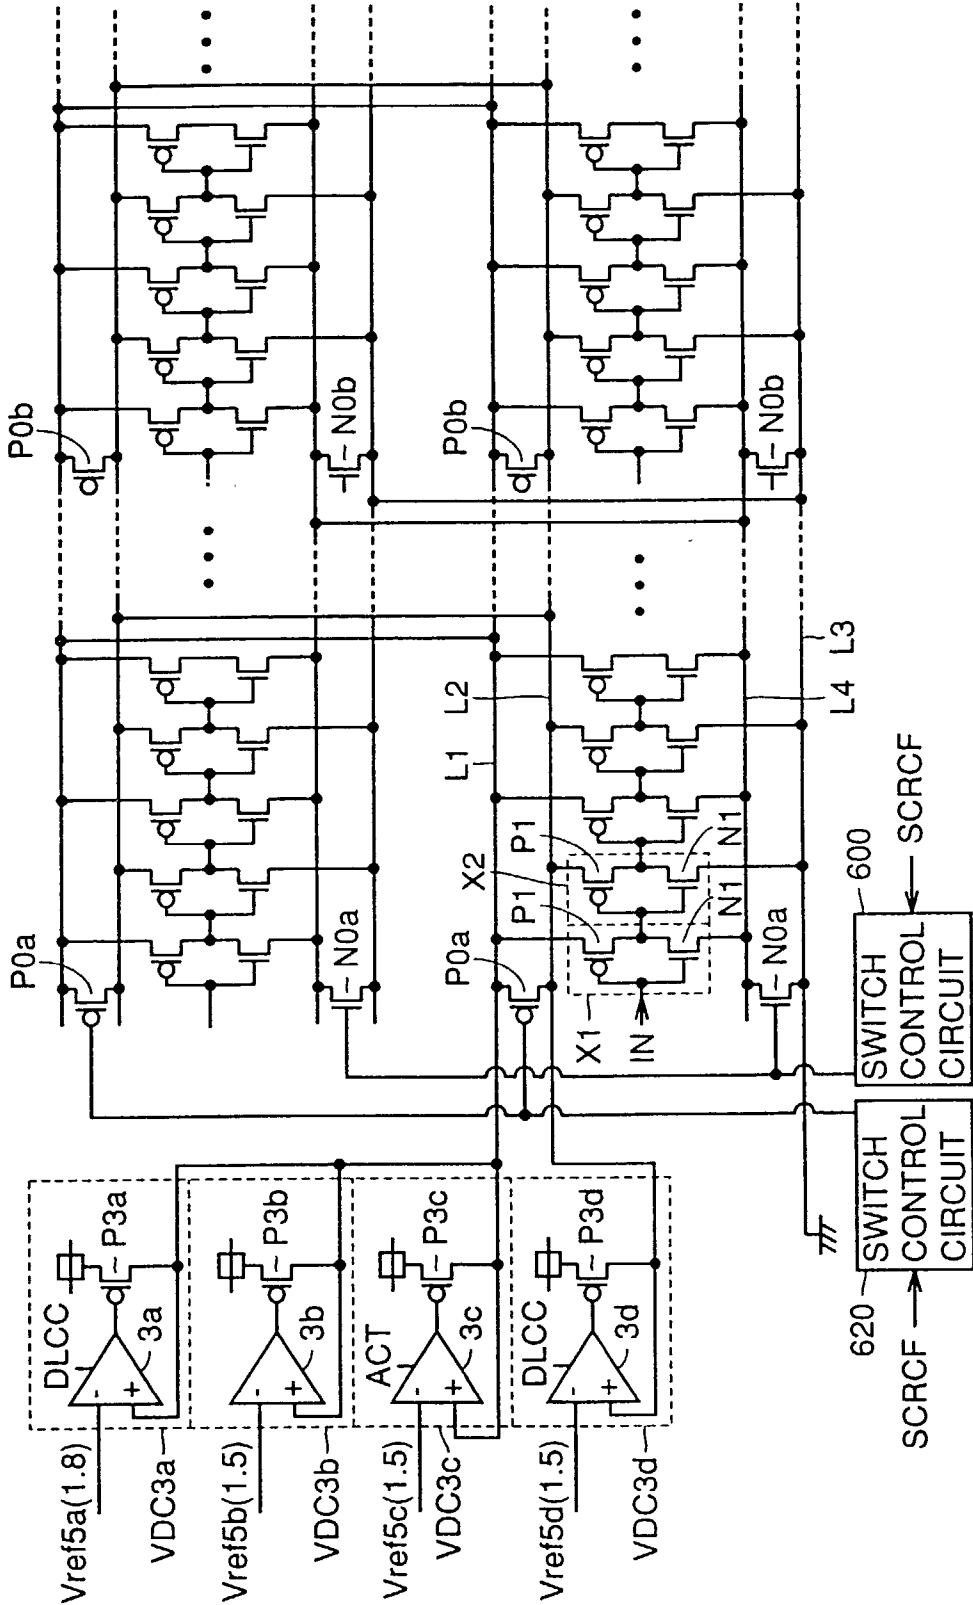 Vref5a(1.8)
VDC3a
DLCC
3a
P3a
Vref5b(1.5)
VDC3b
3b
P3b
Vref5c(1.5)
VDC3c
ACT
3c
P3c
Vref5d(1.5)
VDC3d
DLCC
3d
P3d
- +
- +
- +
- +
P0a
N0a
P0b
N0b
P0a
N0a
P0b
N0b
L1
L2
L4
L3
X1
X2
IN
P1
P1
N1
N1
620
SCRCF
SWITCH
CONTROL
CIRCUIT
600
SCRCF
SWITCH
CONTROL
CIRCUIT